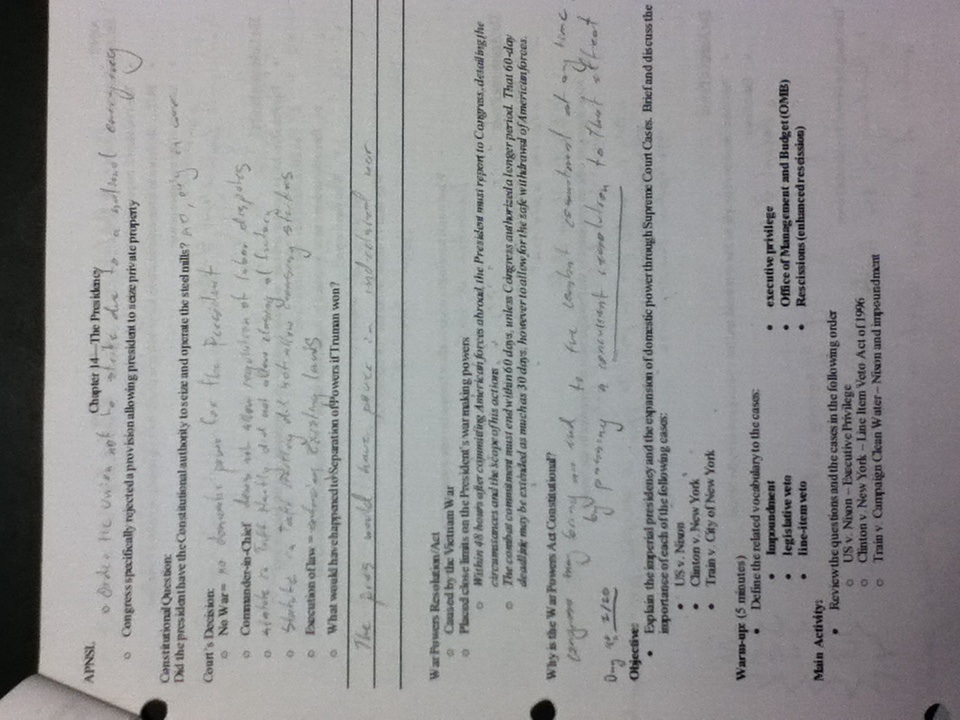 APNSL
Chapter 14—The Presidency
o Order the union not to strike due to a national emergency
o Congress specifically rejected a provision allowing president to seize private property
Constitutional Question:
Did the president have the Constitutional authority to seize and operate the steel mills? no, only in war
Court's Decision:
o No War= no domestic power for the President
o Commander-in-Chief does not allow regulation of labor disputes
o Statute in Taft Hartly did not allow closing of factory
o Statute in Taft Hartley did not allow strikes
o Execution of law = enforcing existing laws
o What would have happened to Separation of Powers if Truman won?
The pres would have power in war
War Powers Resolution/Act
o Caused by the Vietnam War
o Placed close limits on the President's war making powers
o Within 48 hours after committing American forces abroad, the President must report to Congress, detailing the
circumstances and the scope of his actions.
o The combat commitment must end within 60 days, unless Congress authorized a longer period. That 60-day
deadline may be extended as much as 30 days, however to allow for the safe withdrawal of American forces.
Why is the War Powers Act Constitutional?
congress may bring an end to the combat commitment at any time
by passing a concurrent resolution to that effect
Day 2/20
Objective:
• Explain the imperial presidency and the expansion of domestic power through Supreme Court Cases. Brief and discuss the
importance of each of the following cases:
• US v. Nixon
• Clinton v. New York
• Train v. City of New York
Warm-up: (5 minutes)
• Define the related vocabulary to the cases:
• Impoundment
• legislative veto
• line-item veto
• executive privilege
• Office of Management and Budget (OMB)
• Rescissions (enhanced rescission)
Main Activity:
• Review the questions and the cases in the following order
o US v. Nixon – Executive Privilege
o Clinton v. New York – Line Item Veto Act of 1996
o Train v. Campaign Clean Water – Nixon and impoundment